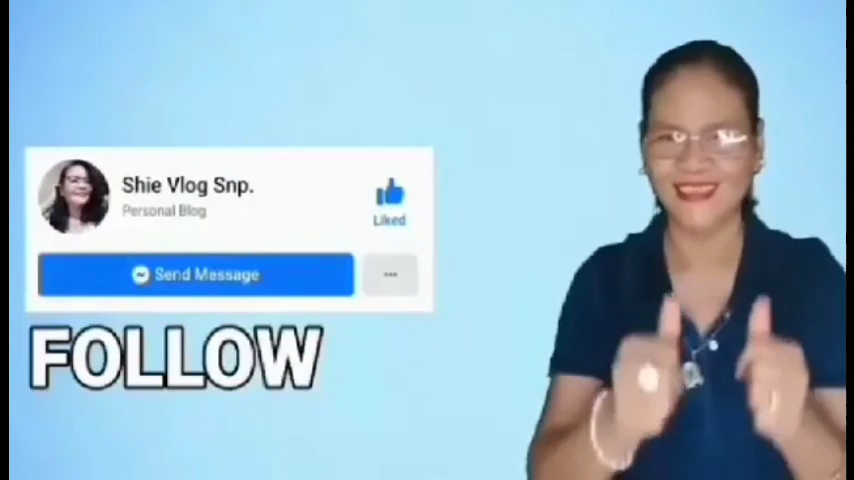 Shie Vlog Snp.
Personal Blog
Liked
Send Message
FOLLOW